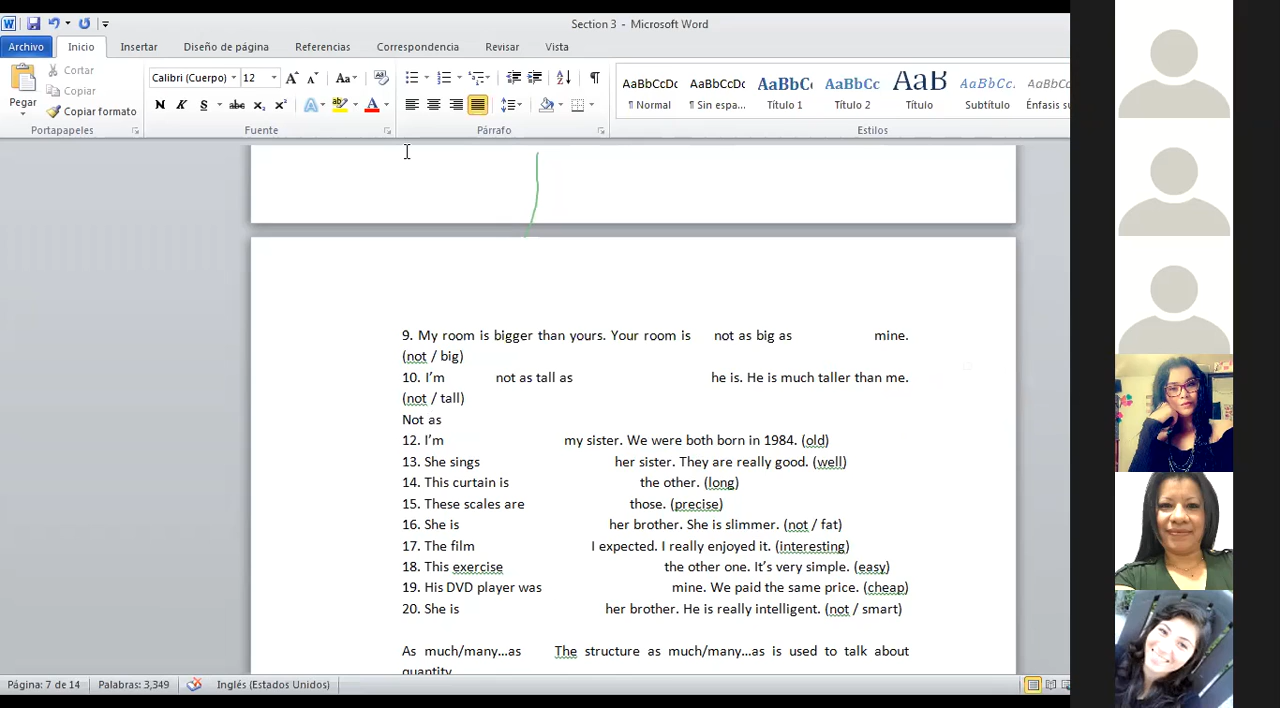 Section 3 - Microsoft Word
Archivo Inicio Insertar Diseño de página Referencias Correspondencia Revisar Vista
Pegar
Cortar
Copiar
Copiar formato
Portapapeles
Calibri (Cuerpo) 12
Aa
N K S abc x₂ x²
A ab A
Fuente
Párrafo
AaBbCcDc AaBbCcDc AaBbC AaBbCc AaB AaBbCc. AaBbCcDc
¶ Normal ¶ Sin espa... Título 1 Título 2 Título Subtítulo Énfasis su
Estilos
9. My room is bigger than yours. Your room is not as big as mine.
(not / big)
10. I'm not as tall as he is. He is much taller than me.
(not / tall)
Not as
12. I'm my sister. We were both born in 1984. (old)
13. She sings her sister. They are really good. (well)
14. This curtain is the other. (long)
15. These scales are those. (precise)
16. She is her brother. She is slimmer. (not / fat)
17. The film I expected. I really enjoyed it. (interesting)
18. This exercise the other one. It's very simple. (easy)
19. His DVD player was mine. We paid the same price. (cheap)
20. She is her brother. He is really intelligent. (not / smart)
As much/many...as The structure as much/many...as is used to talk about
quantity
Página: 7 de 14 Palabras: 3,349 Inglés (Estados Unidos)